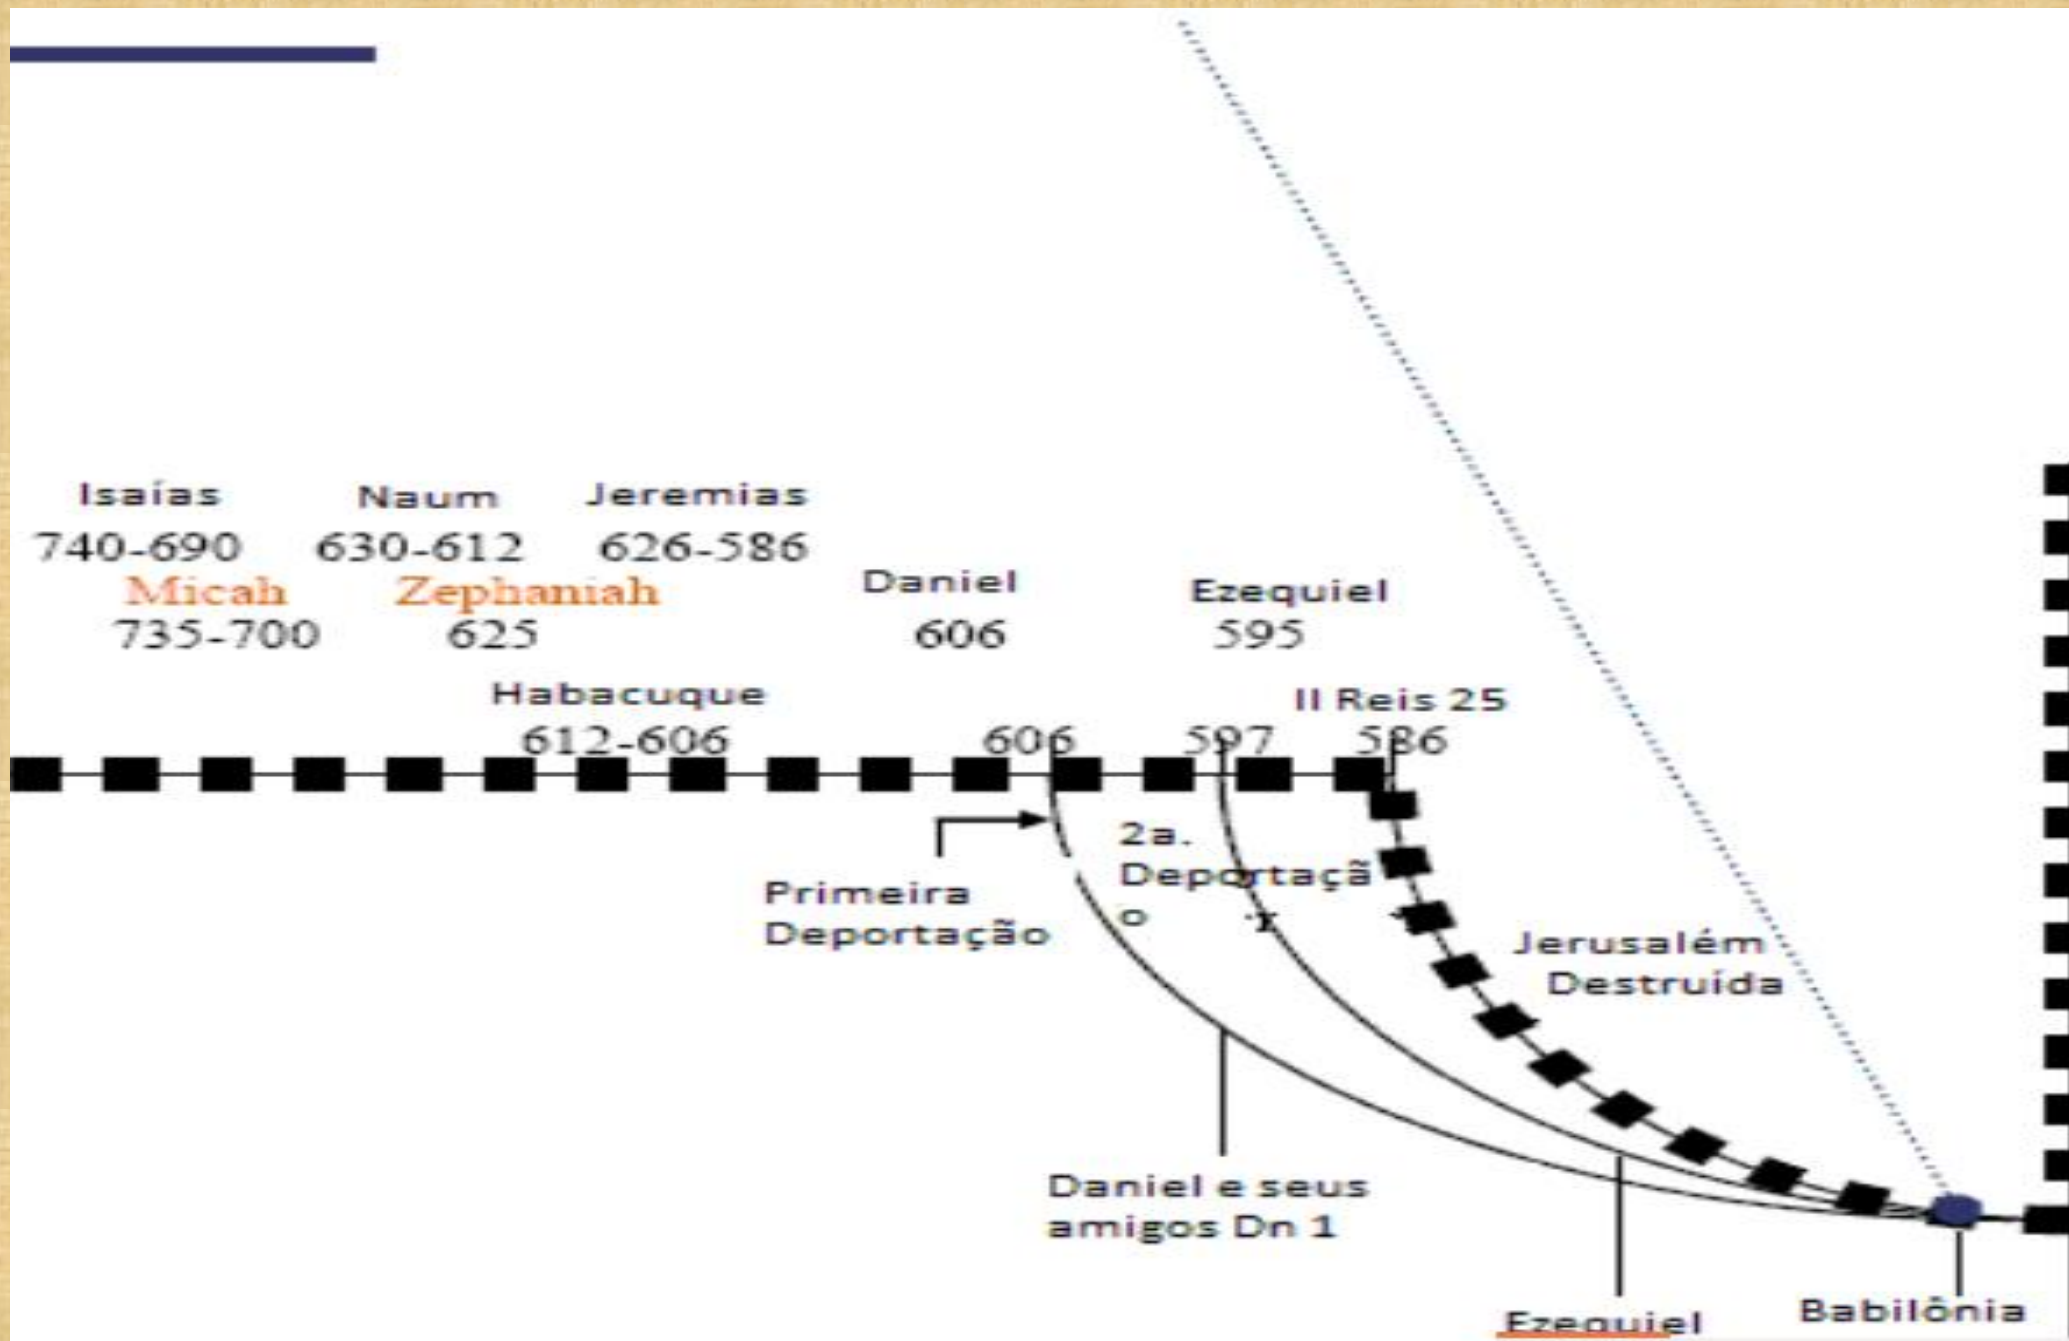 Isaías Naum Jeremias
740-690 630-612 626-586
Micah Zephaniah Daniel Ezequiel
735-700 625 606 595
Habacuque II Reis 25
612-606 606 597 586
Primeira
Deportação
2a.
Deportaçã
o
Jerusalém
Destruída
Daniel e seus
amigos Dn 1
Ezequiel
Babilônia